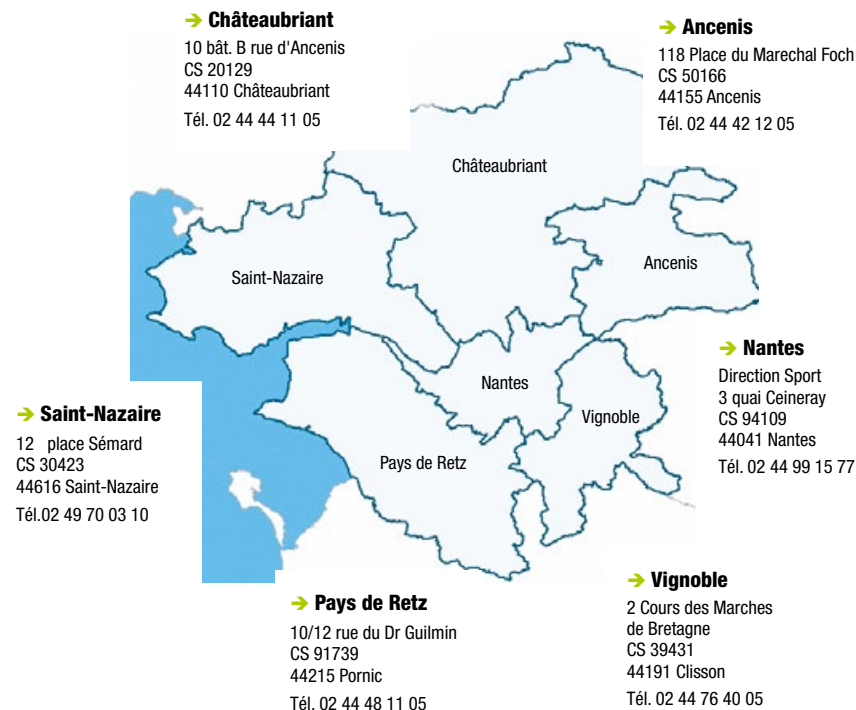 → Châteaubriant
10 bât. B rue d'Ancenis
CS 20129
44110 Châteaubriant
Tél. 02 44 44 11 05
→ Ancenis
118 Place du Marechal Foch
CS 50166
44155 Ancenis
Tél. 02 44 42 12 05
Châteaubriant
Ancenis
Saint-Nazaire
Nantes
Vignoble
Pays de Retz
→ Nantes
Direction Sport
3 quai Ceineray
CS 94109
44041 Nantes
Tél. 02 44 99 15 77
→ Saint-Nazaire
12 place Sémard
CS 30423
44616 Saint-Nazaire
Tél.02 49 70 03 10
→ Pays de Retz
10/12 rue du Dr Guilmin
CS 91739
44215 Pornic
Tél. 02 44 48 11 05
→ Vignoble
2 Cours des Marches
de Bretagne
CS 39431
44191 Clisson
Tél. 02 44 76 40 05